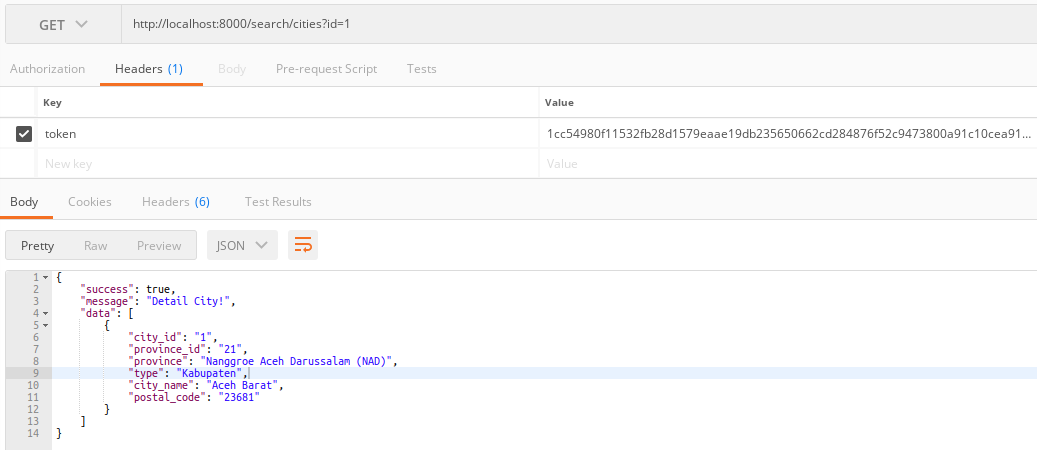 GET http://localhost:8000/search/cities?id=1
Authorization Headers (1) Body Pre-request Script Tests
Key Value
token 1cc54980f11532fb28d1579eaae19db235650662cd284876f52c9473800a91c10cea91...
New key Value
Body Cookies Headers (6) Test Results
Pretty Raw Preview JSON
1 {
2 "success": true,
3 "message": "Detail City!",
4 "data": [
5 {
6 "city_id": "1",
7 "province_id": "21",
8 "province": "Nanggroe Aceh Darussalam (NAD)",
9 "type": "Kabupaten",
10 "city_name": "Aceh Barat",
11 "postal_code": "23681"
12 }
13 ]
14 }